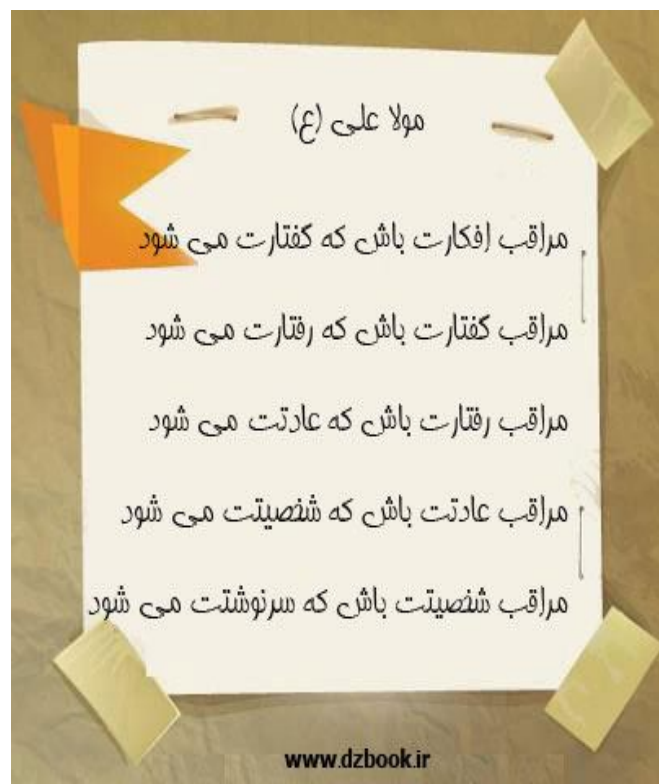 مولا علی (ع)
مراقب افکارت باش که گفتارت می شود
مراقب گفتارت باش که رفتارت می شود
مراقب رفتارت باش که عادتت می شود
مراقب عادتت باش که شخصیتت می شود
مراقب شخصیتت باش که سرنوشتت می شود
www.dzbook.ir